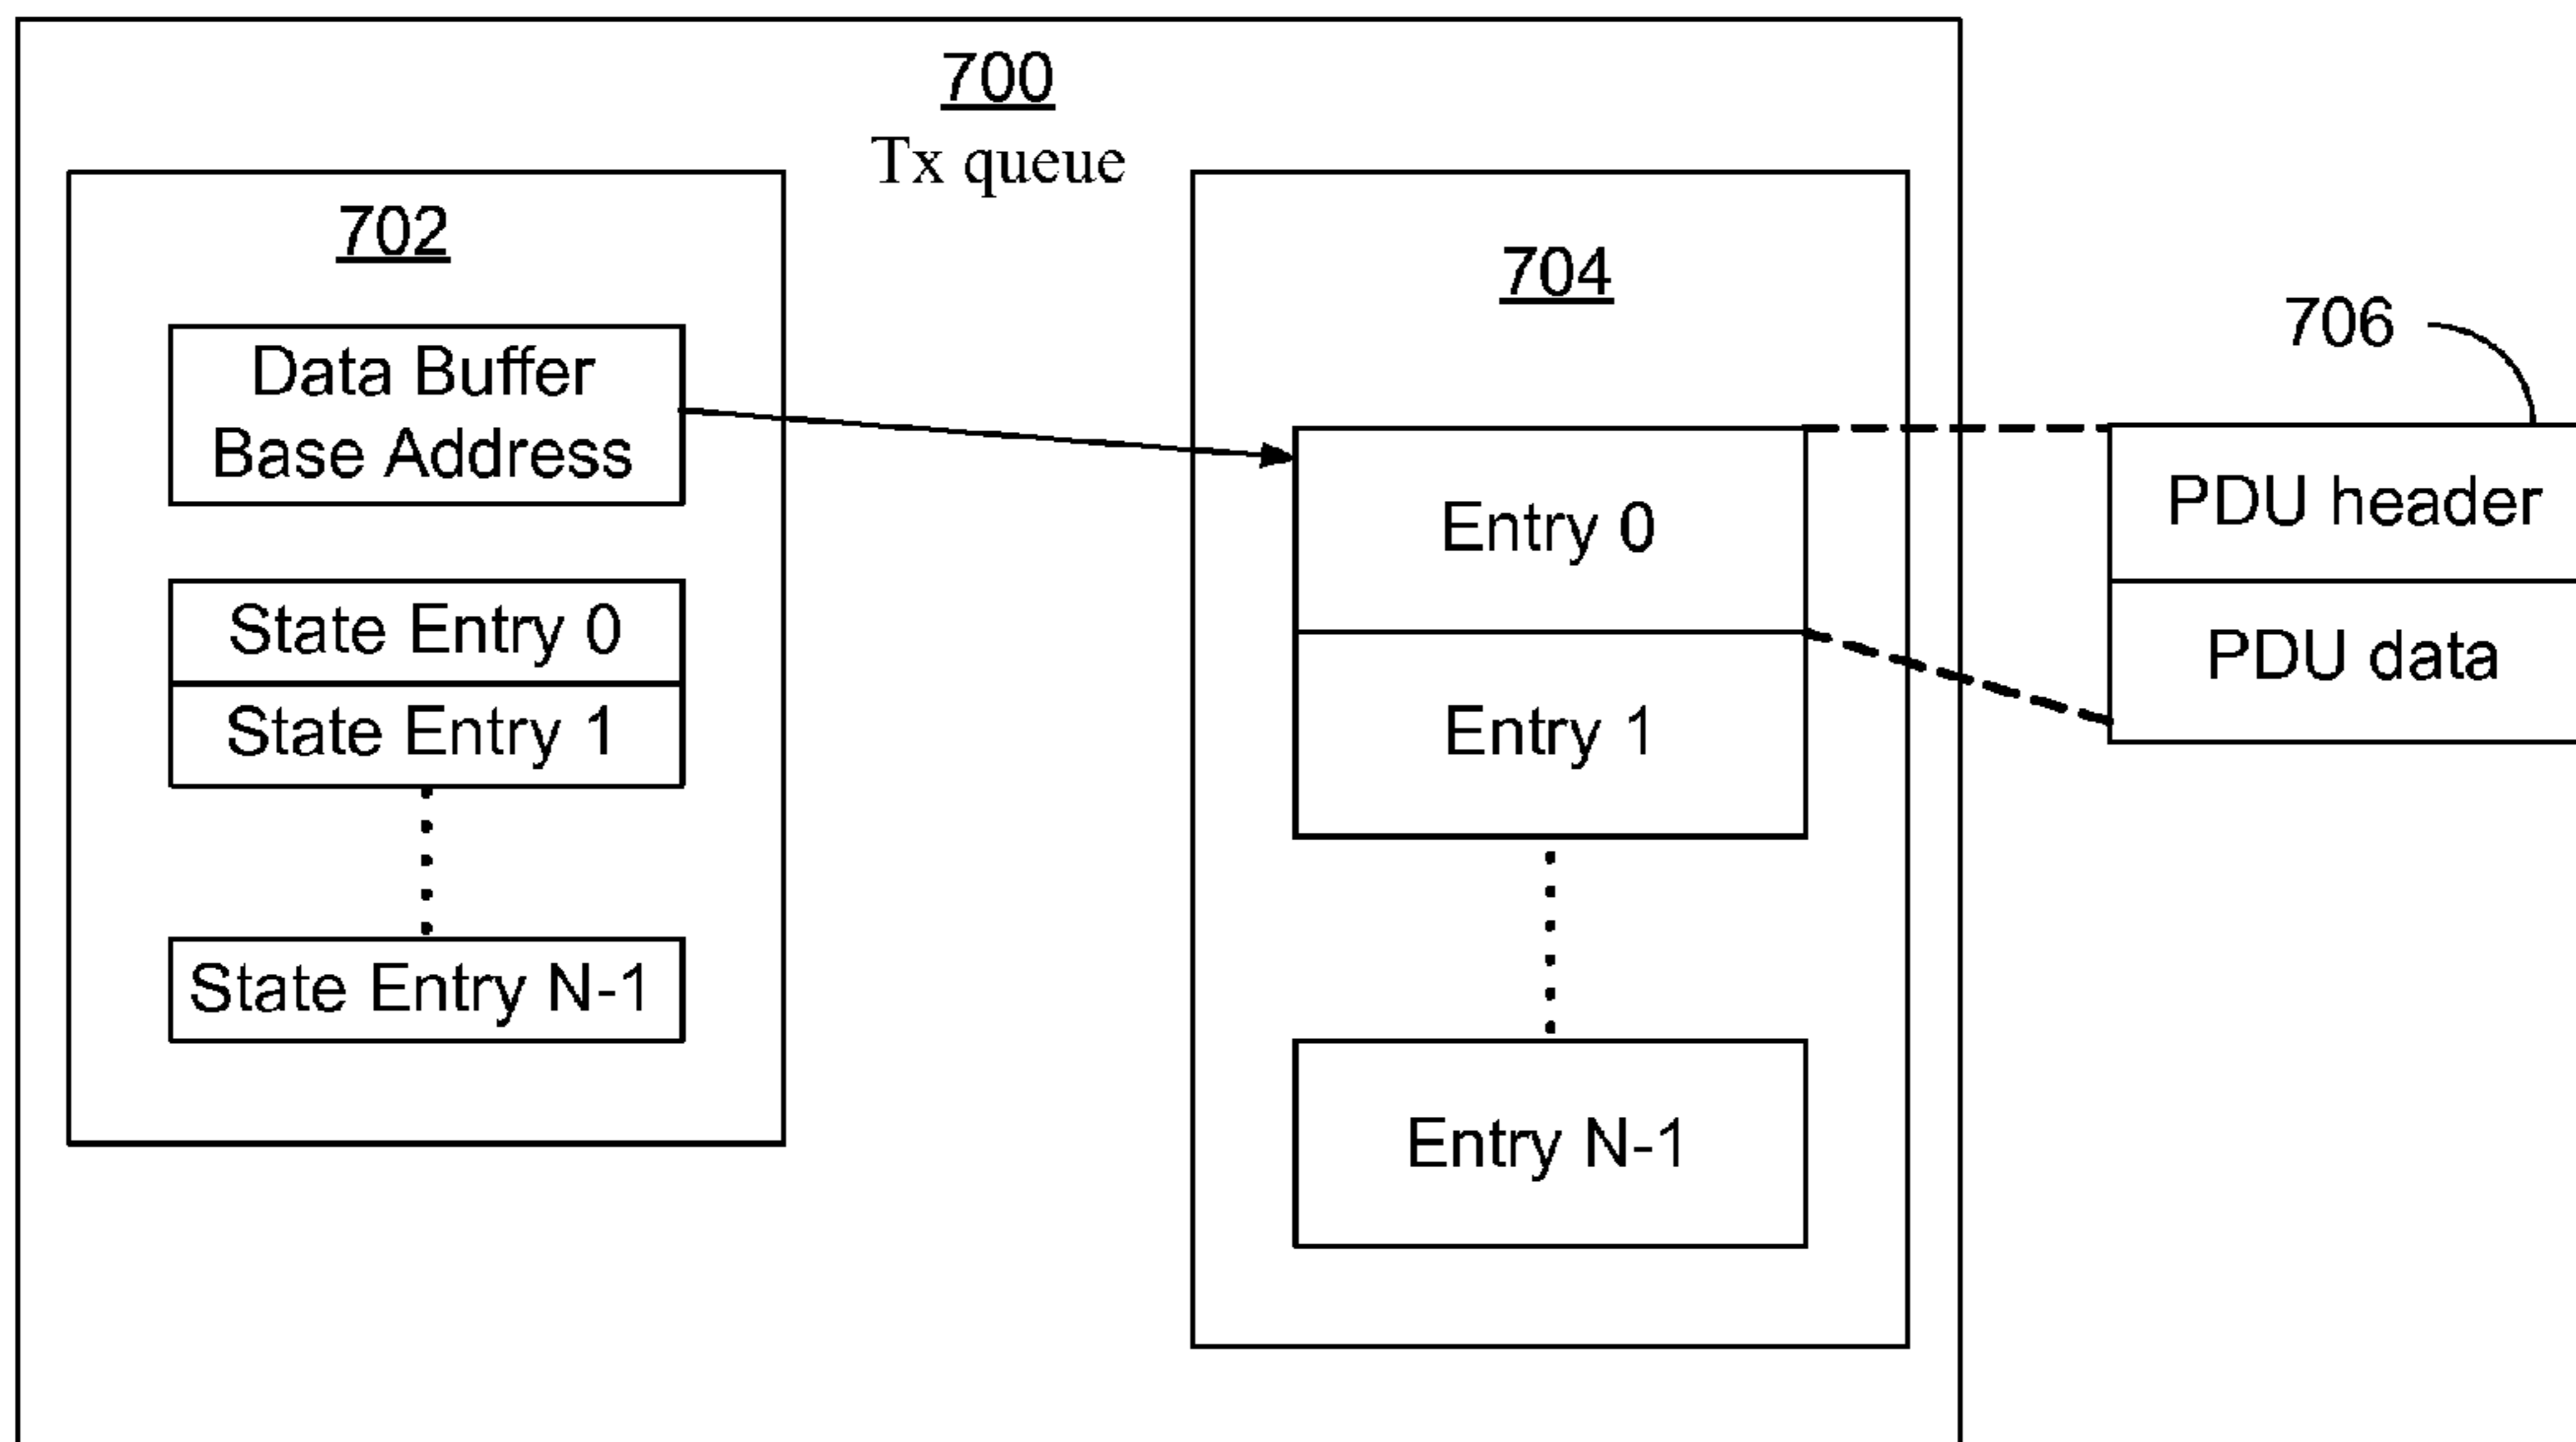 700
Tx queue
702
Data Buffer
Base Address
State Entry 0
State Entry 1
State Entry N-1
704
Entry 0
Entry 1
Entry N-1
706
PDU header
PDU data